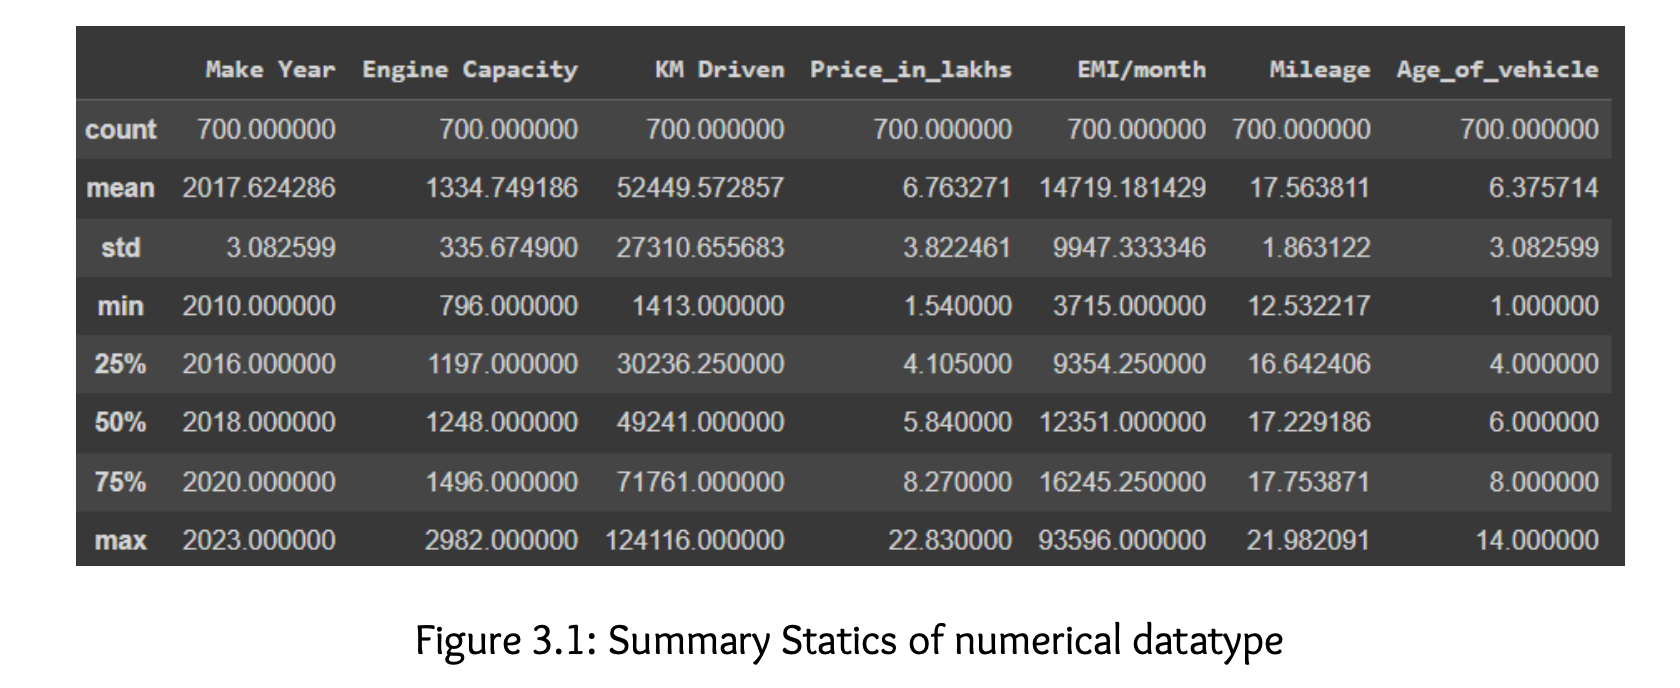 Make Year Engine Capacity KM Driven Price_in_lakhs EMI/month Mileage Age_of_vehicle
count 700.000000 700.000000 700.000000 700.000000 700.000000 700.000000 700.000000
mean 2017.624286 1334.749186 52449.572857 6.763271 14719.181429 17.563811 6.375714
std 3.082599 335.674900 27310.655683 3.822461 9947.333346 1.863122 3.082599
min 2010.000000 796.000000 1413.000000 1.540000 3715.000000 12.532217 1.000000
25% 2016.000000 1197.000000 30236.250000 4.105000 9354.250000 16.642406 4.000000
50% 2018.000000 1248.000000 49241.000000 5.840000 12351.000000 17.229186 6.000000
75% 2020.000000 1496.000000 71761.000000 8.270000 16245.250000 17.753871 8.000000
max 2023.000000 2982.000000 124116.000000 22.830000 93596.000000 21.982091 14.000000
Figure 3.1: Summary Statics of numerical datatype